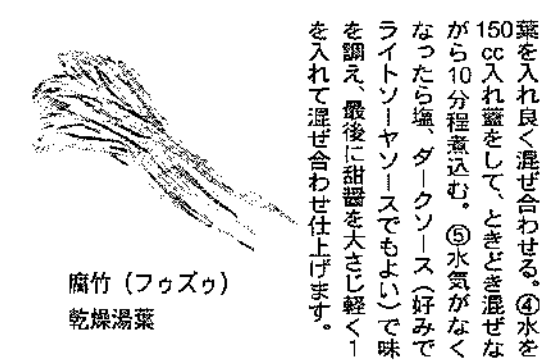 葉を入れ良く混ぜ合わせる。④水を
150cc入れ蓋をして、ときどき混ぜな
がら10分程煮込む。⑤水気がなく
なったら塩、ダークソース(好みで
ライトソーヤソースでもよい)で味
を調え、最後に甜醤を大さじ軽く1
を入れて混ぜ合わせ仕上げます。
腐竹(フゥズゥ)
乾燥湯葉